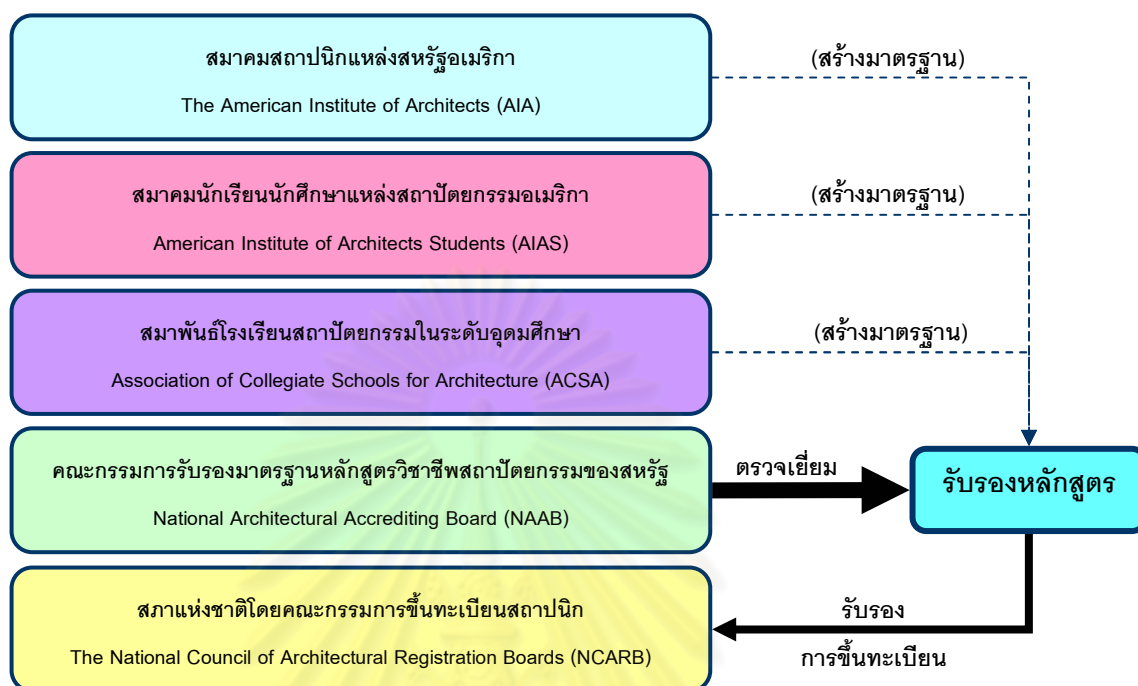 สมาคมสถาปนิกแหล่งสหรัฐอเมริกา
The American Institute of Architects (AIA)
(สร้างมาตรฐาน)
สมาคมนักเรียนนักศึกษาแหล่งสถาปัตยกรรมอเมริกา
American Institute of Architects Students (AIAS)
(สร้างมาตรฐาน)
สมาพันธ์โรงเรียนสถาปัตยกรรมในระดับอุดมศึกษา
Association of Collegiate Schools for Architecture (ACSA)
(สร้างมาตรฐาน)
คณะกรรมการรับรองมาตรฐานหลักสูตรวิชาชีพสถาปัตยกรรมของสหรัฐ
National Architectural Accrediting Board (NAAB)
ตรวจเยี่ยม
รับรองหลักสูตร
สภาแห่งชาติโดยคณะกรรมการขึ้นทะเบียนสถาปนิก
The National Council of Architectural Registration Boards (NCARB)
รับรอง
การขึ้นทะเบียน